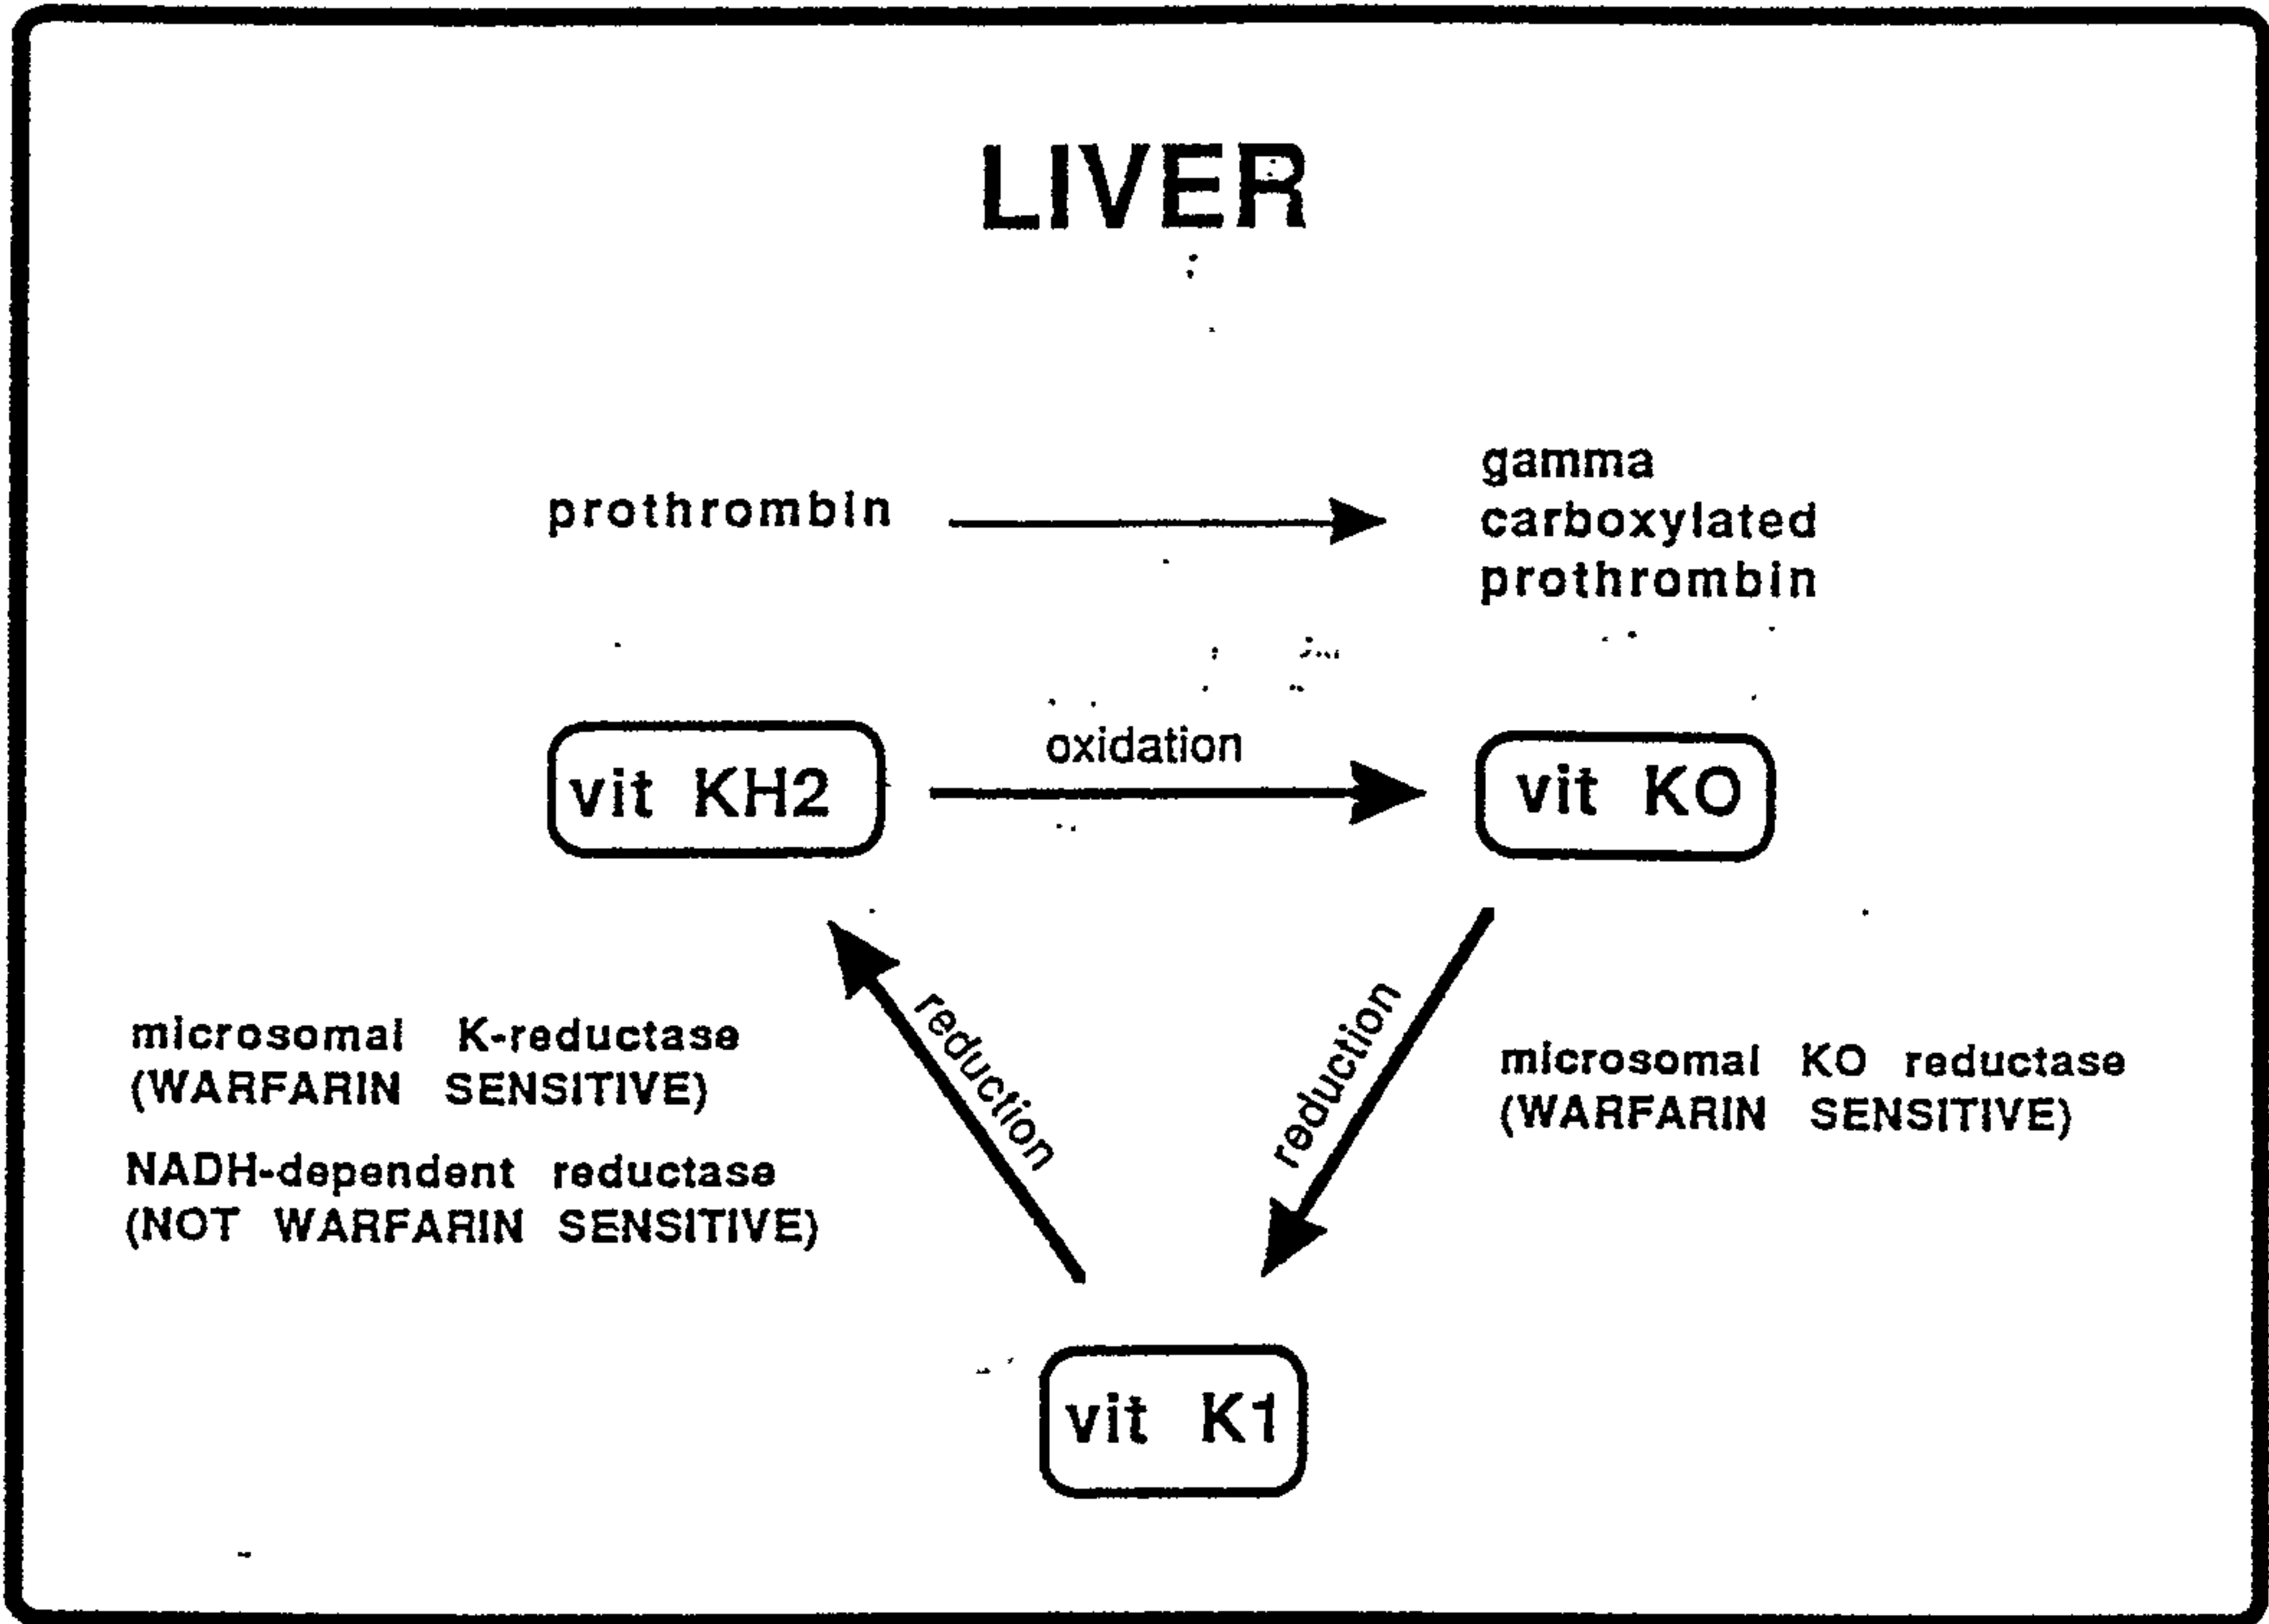 LIVER
prothrombin
gamma
carboxylated
prothrombin
oxidation
vit KH2
vit KO
reduction
reduction
microsomal K-reductase
(WARFARIN SENSITIVE)
NADH-dependent reductase
(NOT WARFARIN SENSITIVE)
microsomal KO reductase
(WARFARIN SENSITIVE)
vit K1